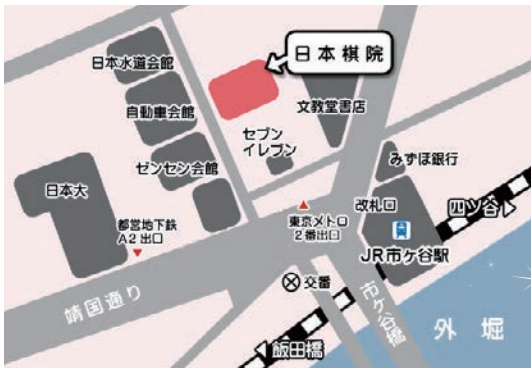 日本水道会館
日本棋院
自動車会館
文教堂書店
セブン
イレブン
ゼンセン会館
みずほ銀行
日本大
改札口
四ツ谷
都営地下鉄
A2出口
東京メトロ
2番出口
JR市ヶ谷駅
交番
靖国通り
市ケ谷橋
外堀
飯田橋